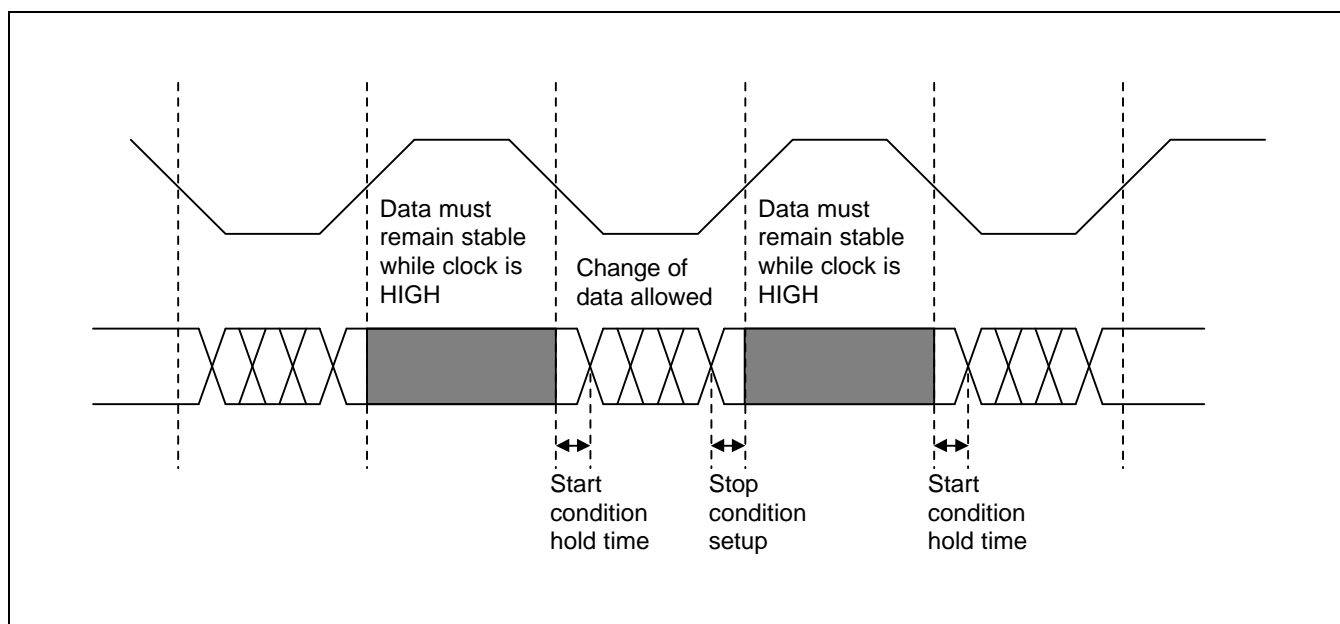 Data must
remain stable
while clock is
HIGH
Change of
data allowed
Data must
remain stable
while clock is
HIGH
Start
condition
hold time
Stop
condition
setup
Start
condition
hold time